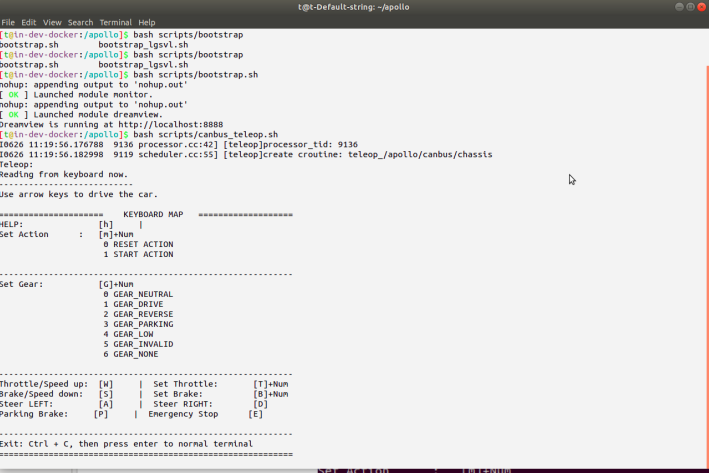 t@t-Default-string: ~/apollo
File Edit View Search Terminal Help
[t@in-dev-docker:/apollo]$ bash scripts/bootstrap
bootstrap.sh        bootstrap_lgsvl.sh
[t@in-dev-docker:/apollo]$ bash scripts/bootstrap
bootstrap.sh        bootstrap_lgsvl.sh
[t@in-dev-docker:/apollo]$ bash scripts/bootstrap.sh
nohup: appending output to 'nohup.out'
[ OK ] Launched module monitor.
nohup: appending output to 'nohup.out'
[ OK ] Launched module dreamview.
Dreamview is running at http://localhost:8888
[t@in-dev-docker:/apollo]$ bash scripts/canbus_teleop.sh
I0626 11:19:56.176788  9136 processor.cc:42] [teleop]processor_tid: 9136
I0626 11:19:56.182998  9119 scheduler.cc:55] [teleop]create croutine: teleop_/apollo/canbus/chassis
Teleop:
Reading from keyboard now.
---------------------------
Use arrow keys to drive the car.
=====================    KEYBOARD MAP   ===================
HELP:               [h]     |
Set Action      :   [m]+Num
                     0 RESET ACTION
                     1 START ACTION
-----------------------------------------------------------
Set Gear:           [G]+Num
                     0 GEAR_NEUTRAL
                     1 GEAR_DRIVE
                     2 GEAR_REVERSE
                     3 GEAR_PARKING
                     4 GEAR_LOW
                     5 GEAR_INVALID
                     6 GEAR_NONE
-----------------------------------------------------------
Throttle/Speed up:  [W]     |  Set Throttle:       [T]+Num
Brake/Speed down:   [S]     |  Set Brake:          [B]+Num
Steer LEFT:         [A]     |  Steer RIGHT:        [D]
Parking Brake:     [P]     |  Emergency Stop      [E]
-----------------------------------------------------------
Exit: Ctrl + C, then press enter to normal terminal
===========================================================